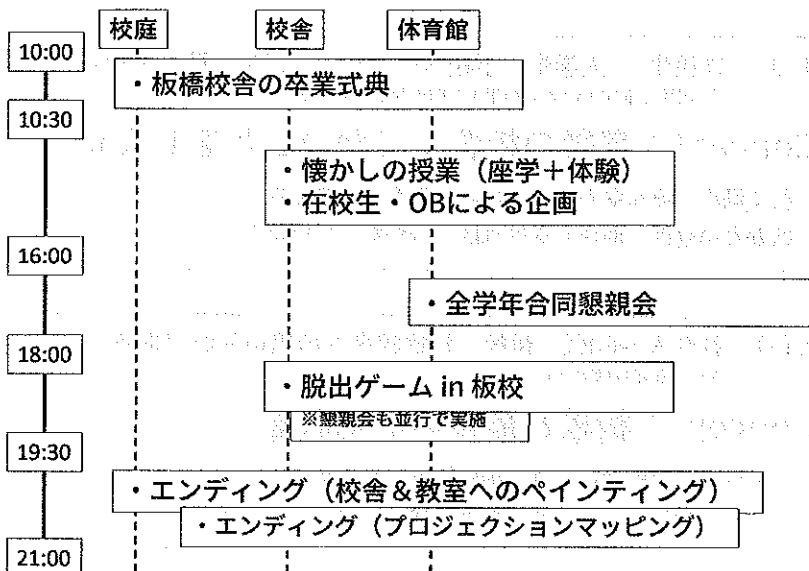 校庭
校舎
体育館
10:00
・板橋校舎の卒業式典
10:30
・懐かしの授業（座学＋体験）
・在校生・OBによる企画
16:00
・全学年合同懇親会
18:00
・脱出ゲーム in 板校
※懇親会も並行で実施
19:30
・エンディング（校舎＆教室へのペインティング）
・エンディング（プロジェクションマッピング）
21:00